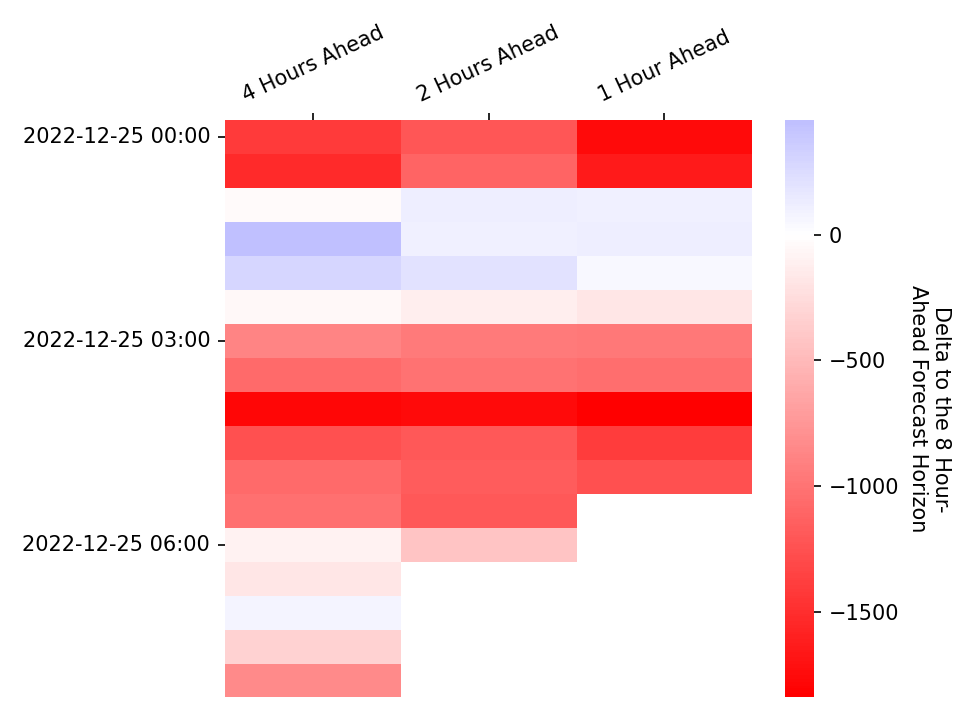 4 Hours Ahead
2 Hours Ahead
1 Hour Ahead
2022-12-25 00:00
2022-12-25 03:00
2022-12-25 06:00
0
−500
−1000
−1500
Delta to the 8 Hour-
Ahead Forecast Horizon